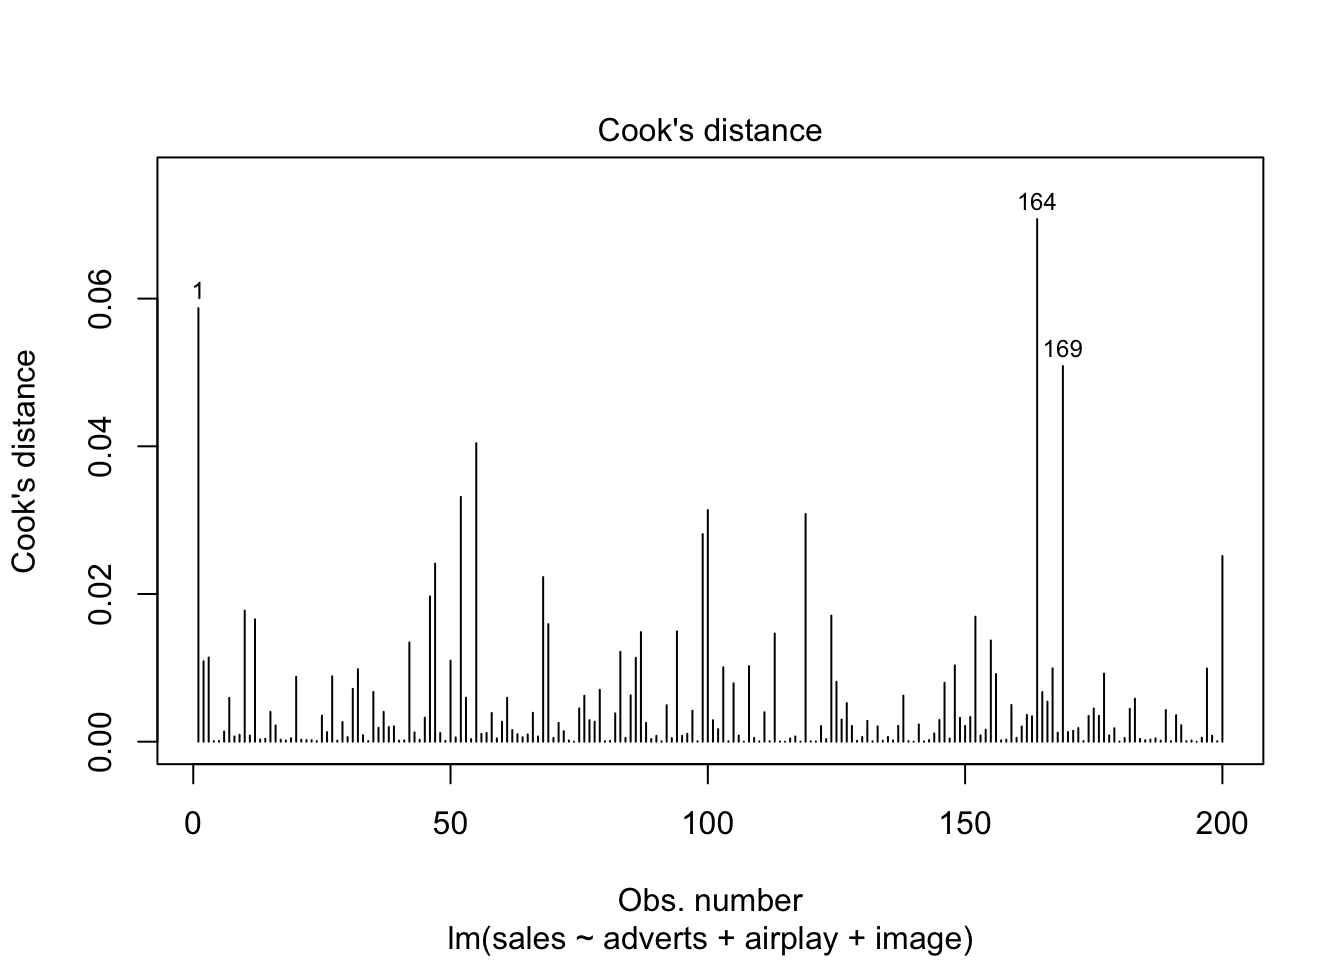 Cook's distance
164
1
169
Cook's distance
0.06
0.04
0.02
0.00
0 50 100 150 200
Obs. number
lm(sales ~ adverts + airplay + image)